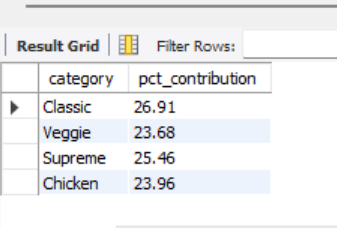 Result Grid Filter Rows:
category pct_contribution
Classic 26.91
Veggie 23.68
Supreme 25.46
Chicken 23.96